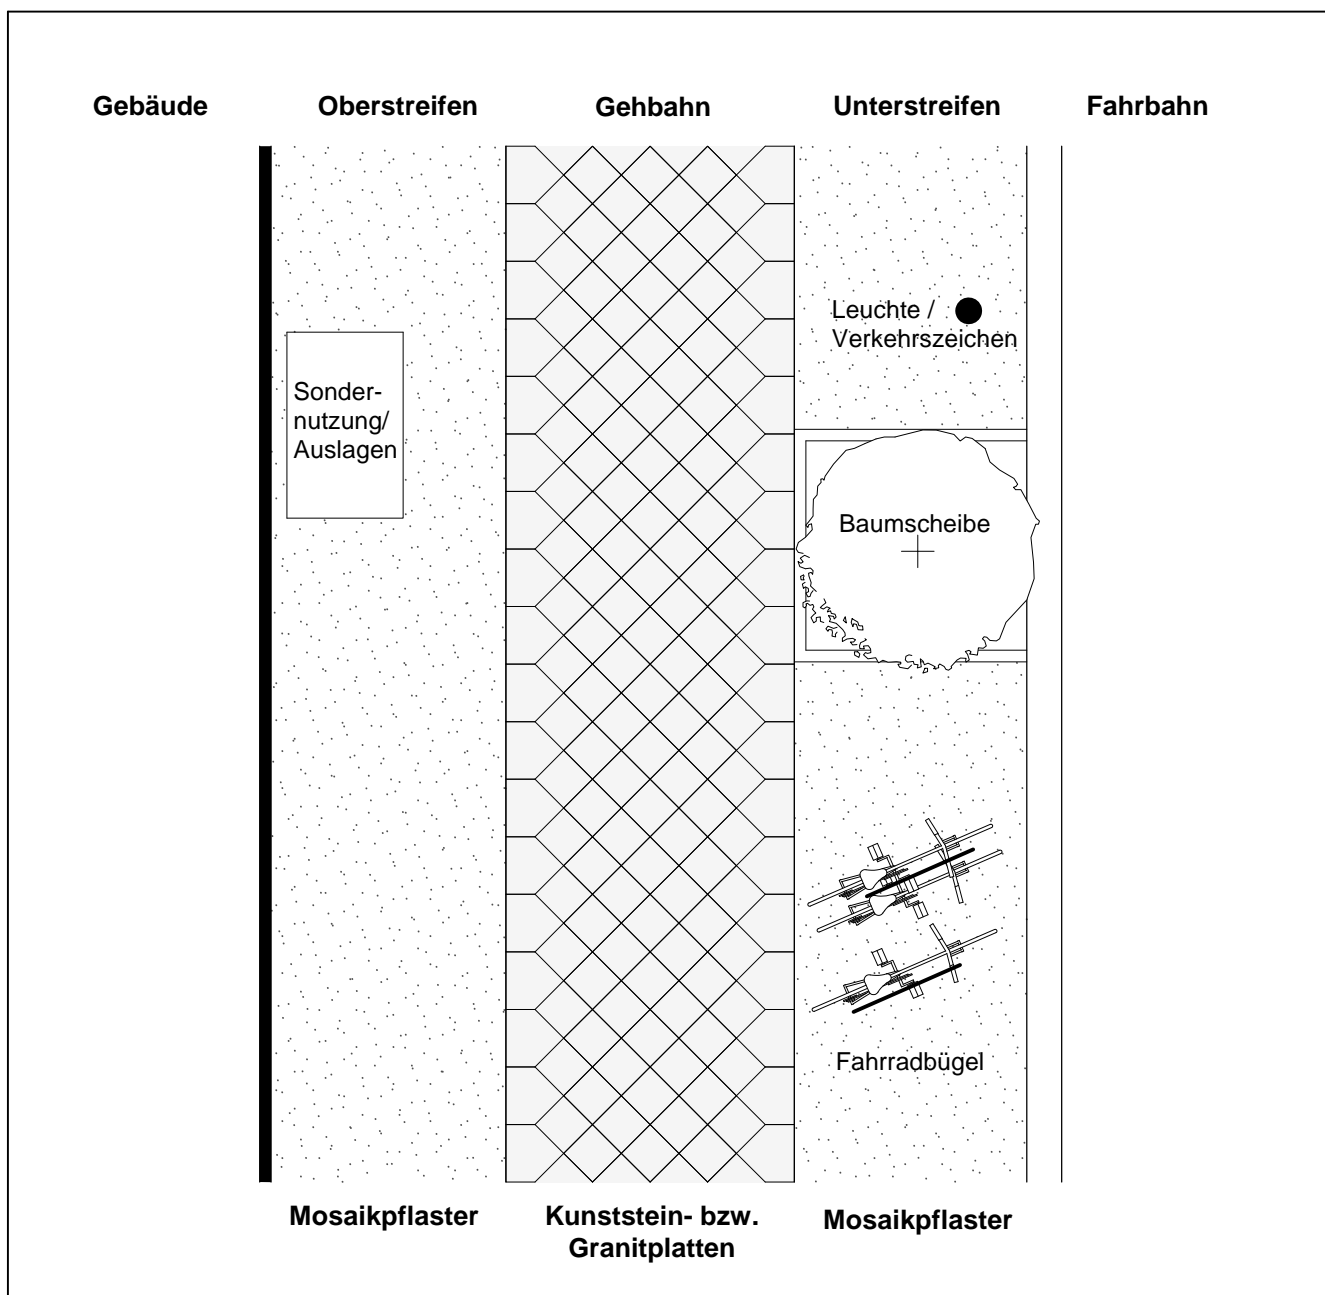 Gebäude
Oberstreifen
Gehbahn
Unterstreifen
Fahrbahn
Leuchte /
Verkehrszeichen
Sonder-
nutzung/
Auslagen
Baumscheibe
Fahrradbügel
Mosaikpflaster
Kunststein- bzw.
Granitplatten
Mosaikpflaster